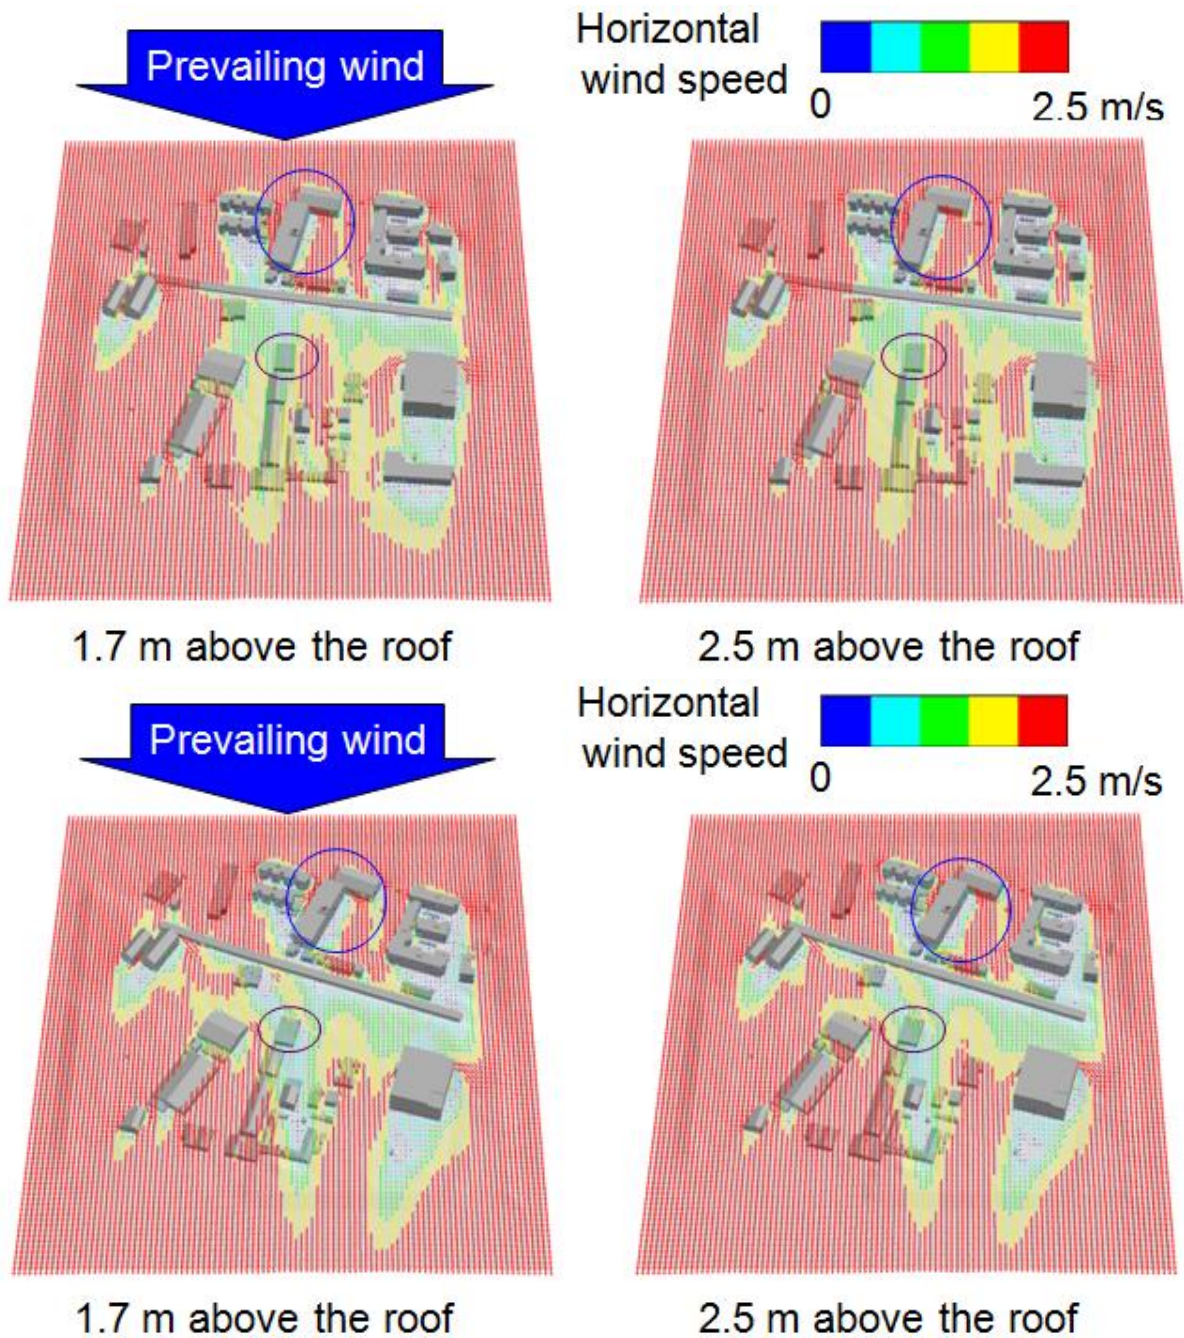 Prevailing wind
Horizontal
wind speed
0
2.5 m/s
1.7 m above the roof
2.5 m above the roof
Prevailing wind
Horizontal
wind speed
0
2.5 m/s
1.7 m above the roof
2.5 m above the roof